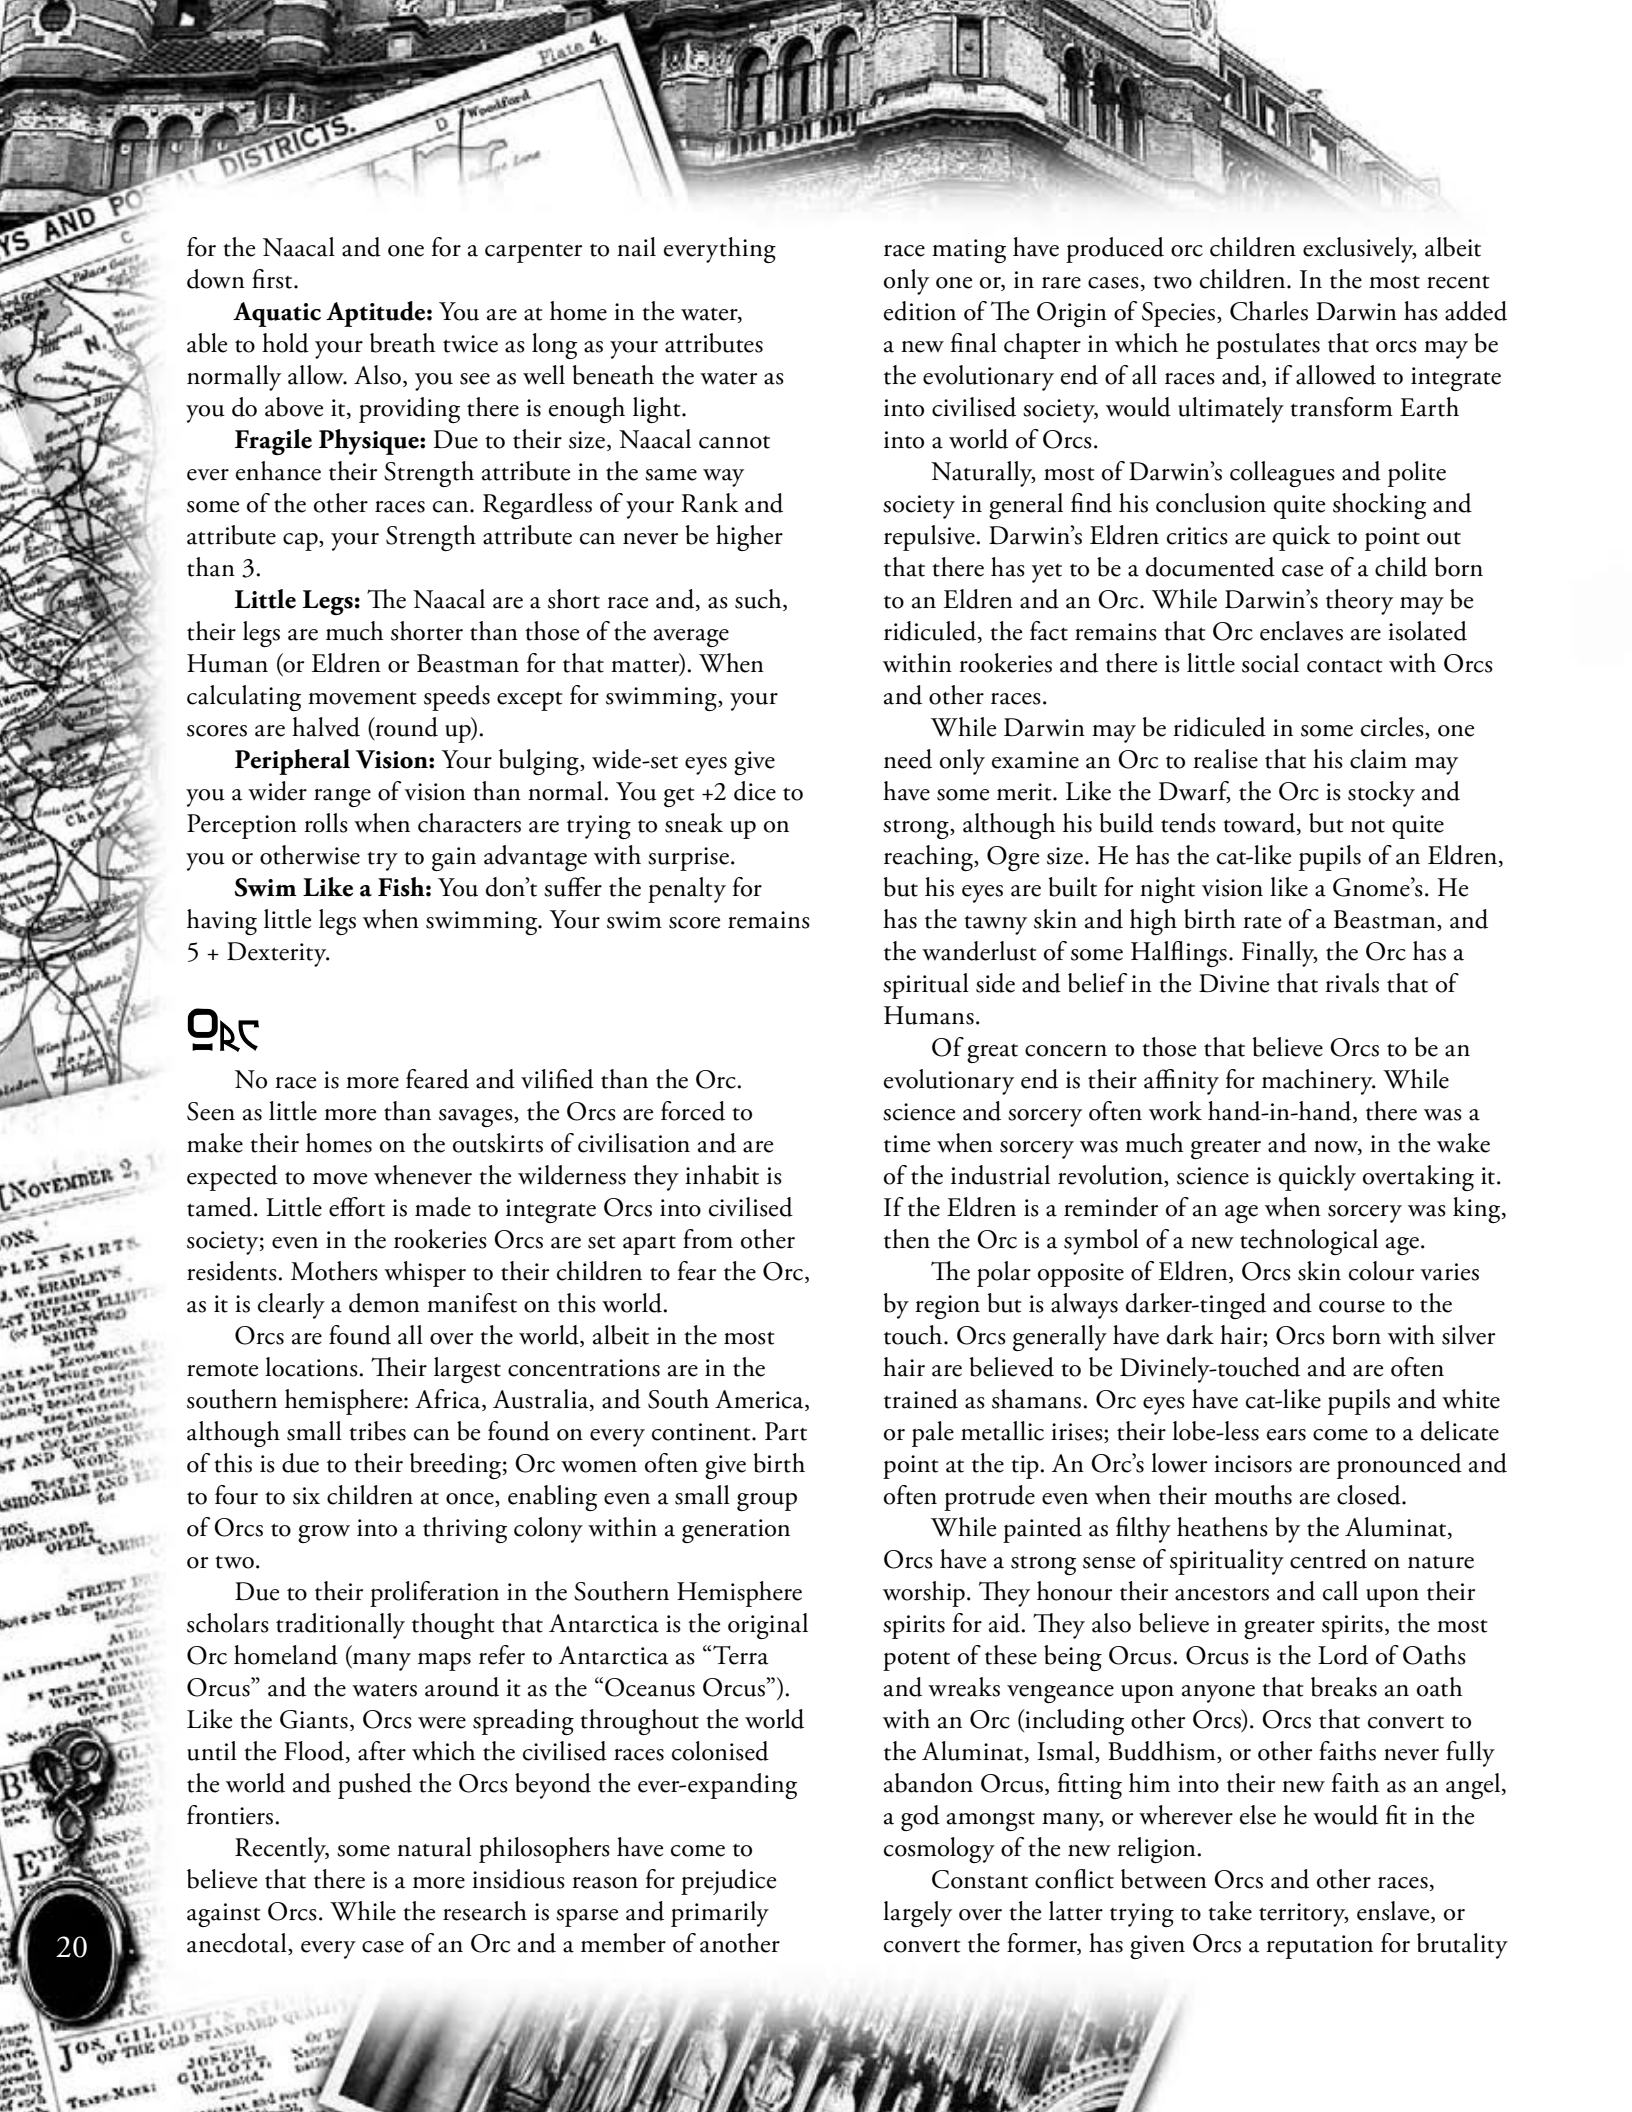 Plate 4.
D
Woodford
DISTRICTS.
YS AND PO
C
N.
for the Naacal and one for a carpenter to nail everything
down first.
Aquatic Aptitude: You are at home in the water,
able to hold your breath twice as long as your attributes
normally allow. Also, you see as well beneath the water as
you do above it, providing there is enough light.
Fragile Physique: Due to their size, Naacal cannot
ever enhance their Strength attribute in the same way
some of the other races can. Regardless of your Rank and
attribute cap, your Strength attribute can never be higher
than 3.
Little Legs: The Naacal are a short race and, as such,
their legs are much shorter than those of the average
Human (or Eldren or Beastman for that matter). When
calculating movement speeds except for swimming, your
scores are halved (round up).
Peripheral Vision: Your bulging, wide-set eyes give
you a wider range of vision than normal. You get +2 dice to
Perception rolls when characters are trying to sneak up on
you or otherwise try to gain advantage with surprise.
Swim Like a Fish: You don't suffer the penalty for
having little legs when swimming. Your swim score remains
5 + Dexterity.
Orc
No race is more feared and vilified than the Orc.
Seen as little more than savages, the Orcs are forced to
make their homes on the outskirts of civilisation and are
expected to move whenever the wilderness they inhabit is
tamed. Little effort is made to integrate Orcs into civilised
society; even in the rookeries Orcs are set apart from other
residents. Mothers whisper to their children to fear the Orc,
as it is clearly a demon manifest on this world.
Orcs are found all over the world, albeit in the most
remote locations. Their largest concentrations are in the
southern hemisphere: Africa, Australia, and South America,
although small tribes can be found on every continent. Part
of this is due to their breeding; Orc women often give birth
to four to six children at once, enabling even a small group
of Orcs to grow into a thriving colony within a generation
or two.
Due to their proliferation in the Southern Hemisphere
scholars traditionally thought that Antarctica is the original
Orc homeland (many maps refer to Antarctica as “Terra
Orcus” and the waters around it as the “Oceanus Orcus”).
Like the Giants, Orcs were spreading throughout the world
until the Flood, after which the civilised races colonised
the world and pushed the Orcs beyond the ever-expanding
frontiers.
Recently, some natural philosophers have come to
believe that there is a more insidious reason for prejudice
against Orcs. While the research is sparse and primarily
anecdotal, every case of an Orc and a member of another
race mating have produced orc children exclusively, albeit
only one or, in rare cases, two children. In the most recent
edition of The Origin of Species, Charles Darwin has added
a new final chapter in which he postulates that orcs may be
the evolutionary end of all races and, if allowed to integrate
into civilised society, would ultimately transform Earth
into a world of Orcs.
Naturally, most of Darwin's colleagues and polite
society in general find his conclusion quite shocking and
repulsive. Darwin's Eldren critics are quick to point out
that there has yet to be a documented case of a child born
to an Eldren and an Orc. While Darwin's theory may be
ridiculed, the fact remains that Orc enclaves are isolated
within rookeries and there is little social contact with Orcs
and other races.
While Darwin may be ridiculed in some circles, one
need only examine an Orc to realise that his claim may
have some merit. Like the Dwarf, the Orc is stocky and
strong, although his build tends toward, but not quite
reaching, Ogre size. He has the cat-like pupils of an Eldren,
but his eyes are built for night vision like a Gnome's. He
has the tawny skin and high birth rate of a Beastman, and
the wanderlust of some Halflings. Finally, the Orc has a
spiritual side and belief in the Divine that rivals that of
Humans.
Of great concern to those that believe Orcs to be an
evolutionary end is their affinity for machinery. While
science and sorcery often work hand-in-hand, there was a
time when sorcery was much greater and now, in the wake
of the industrial revolution, science is quickly overtaking it.
If the Eldren is a reminder of an age when sorcery was king,
then the Orc is a symbol of a new technological age.
The polar opposite of Eldren, Orcs skin colour varies
by region but is always darker-tinged and course to the
touch. Orcs generally have dark hair; Orcs born with silver
hair are believed to be Divinely-touched and are often
trained as shamans. Orc eyes have cat-like pupils and white
or pale metallic irises; their lobe-less ears come to a delicate
point at the tip. An Orc's lower incisors are pronounced and
often protrude even when their mouths are closed.
While painted as filthy heathens by the Aluminat,
Orcs have a strong sense of spirituality centred on nature
worship. They honour their ancestors and call upon their
spirits for aid. They also believe in greater spirits, the most
potent of these being Orcus. Orcus is the Lord of Oaths
and wreaks vengeance upon anyone that breaks an oath
with an Orc (including other Orcs). Orcs that convert to
the Aluminat, Ismal, Buddhism, or other faiths never fully
abandon Orcus, fitting him into their new faith as an angel,
a god amongst many, or wherever else he would fit in the
cosmology of the new religion.
Constant conflict between Orcs and other races,
largely over the latter trying to take territory, enslave, or
convert the former, has given Orcs a reputation for brutality
[NOVEMBER 2,
PLEX SKIRTS
J. W. BRADLEY'S
SKIRTS
20
JOS. GILLOTT'S
OF THE OLD STANDARD
JOSEPH
GILLOTT,
Warranted.
TRADE MARK: